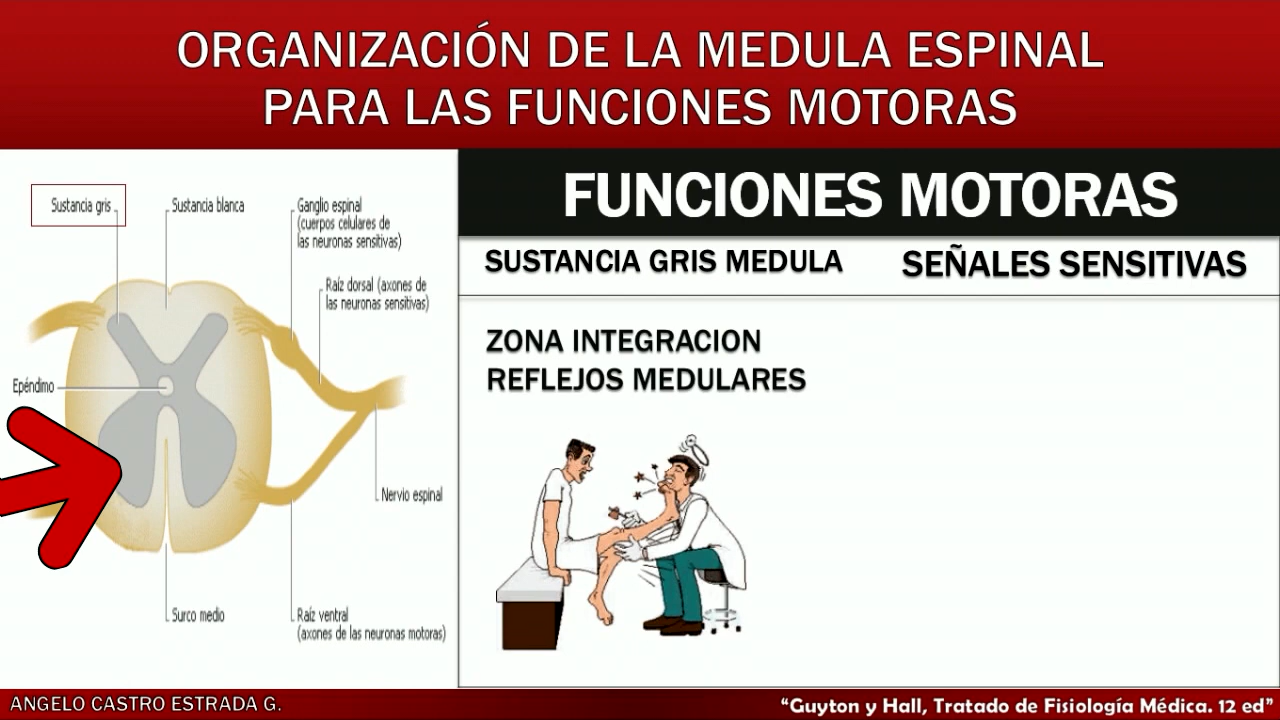 ORGANIZACIÓN DE LA MEDULA ESPINAL
PARA LAS FUNCIONES MOTORAS
Sustancia gris
Sustancia blanca
Ganglio espinal
(cuerpos celulares de
las neuronas sensitivas)
Raíz dorsal (axones de
las neuronas sensitivas)
Epéndimo
Nervio espinal
Surco medio
Raíz ventral
(axones de las neuronas motoras)
FUNCIONES MOTORAS
SUSTANCIA GRIS MEDULA
SEÑALES SENSITIVAS
ZONA INTEGRACION
REFLEJOS MEDULARES
ANGELO CASTRO ESTRADA G.
“Guyton y Hall, Tratado de Fisiología Médica. 12 ed”